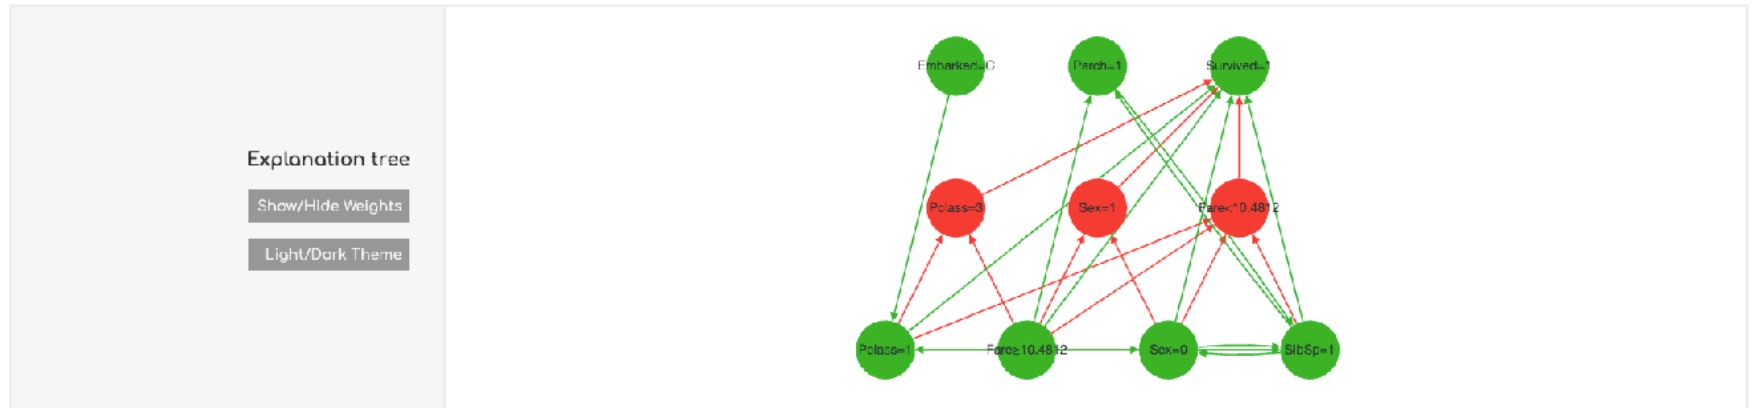 Embarked=C
Parch=1
Survived=1
Explanation tree
Show/Hide Weights
Pclass=3
Sex=1
Fare<10.4812
Light/Dark Theme
Pclass=1
Fare≥10.4812
Sex=0
SibSp=1